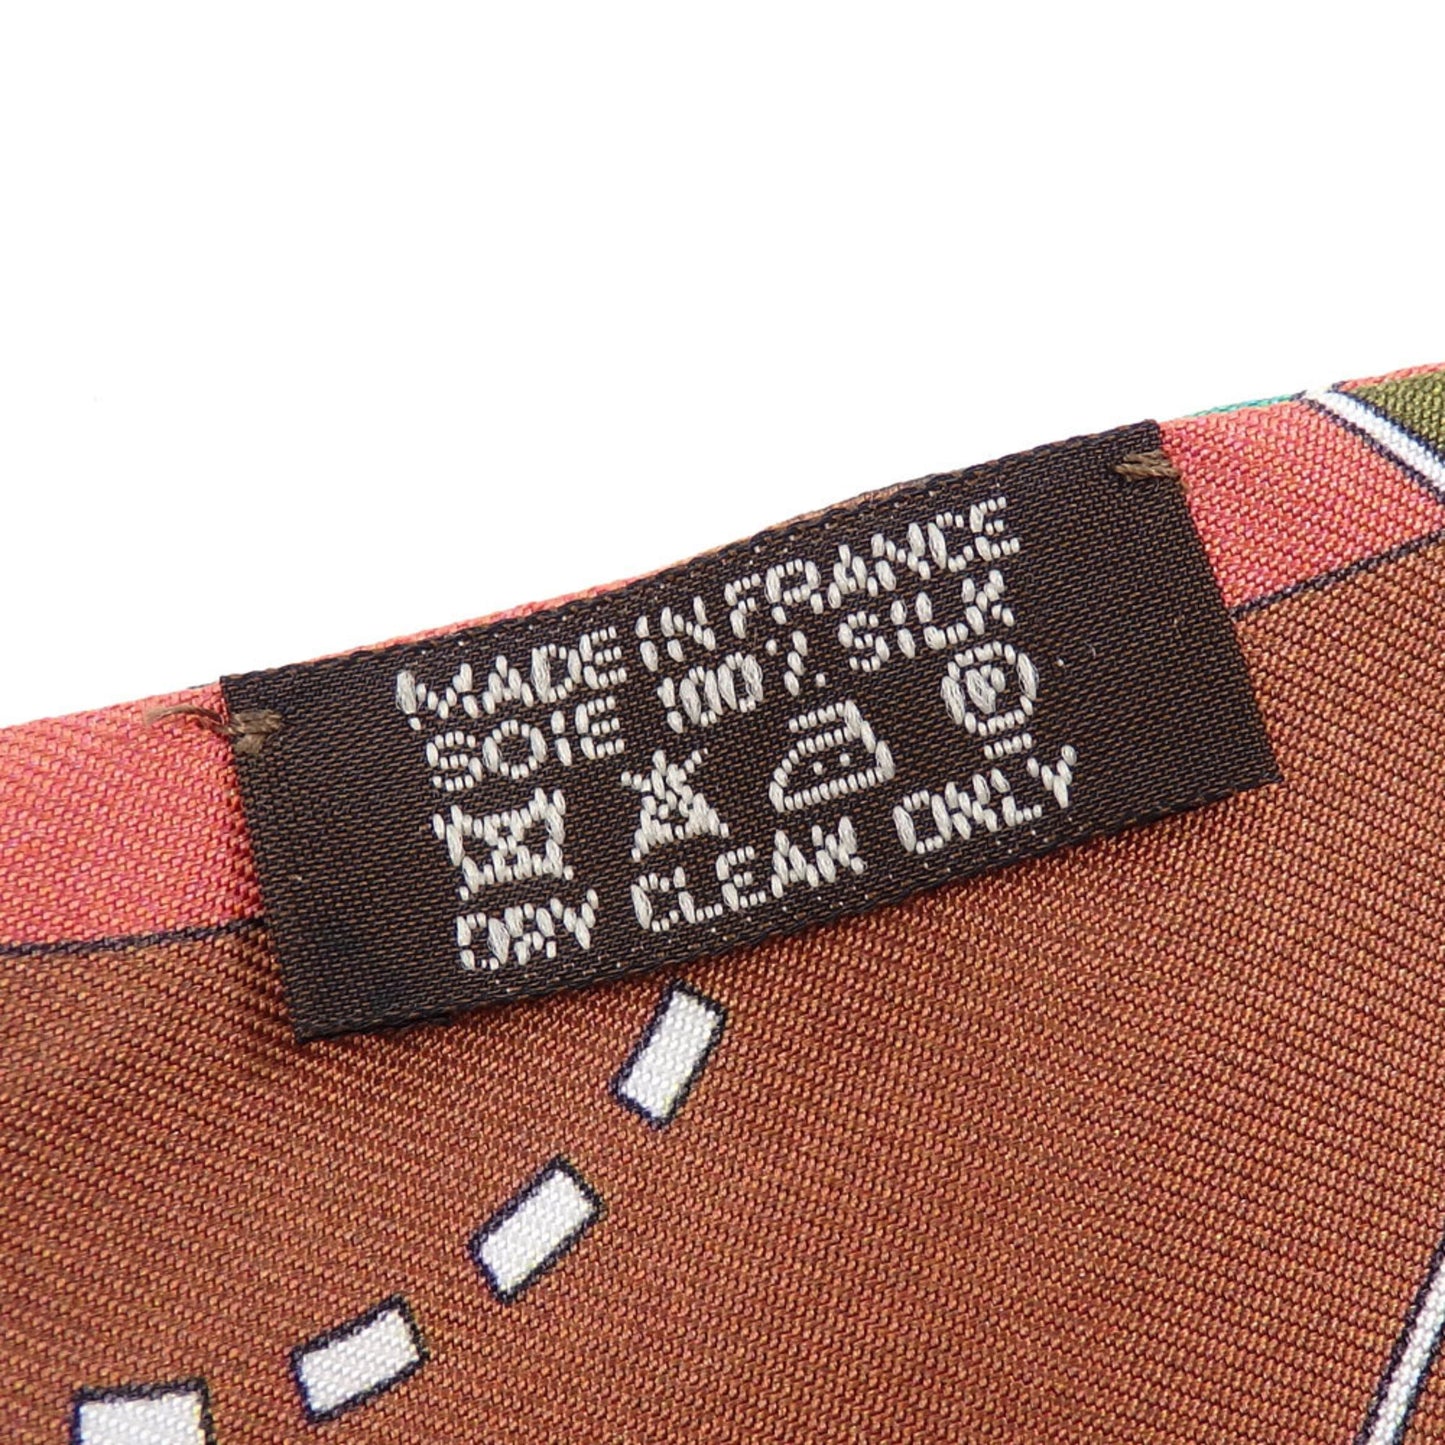 MADE IN FRANCE
SOIE 100% SILK
P
DRY CLEAN ONLY